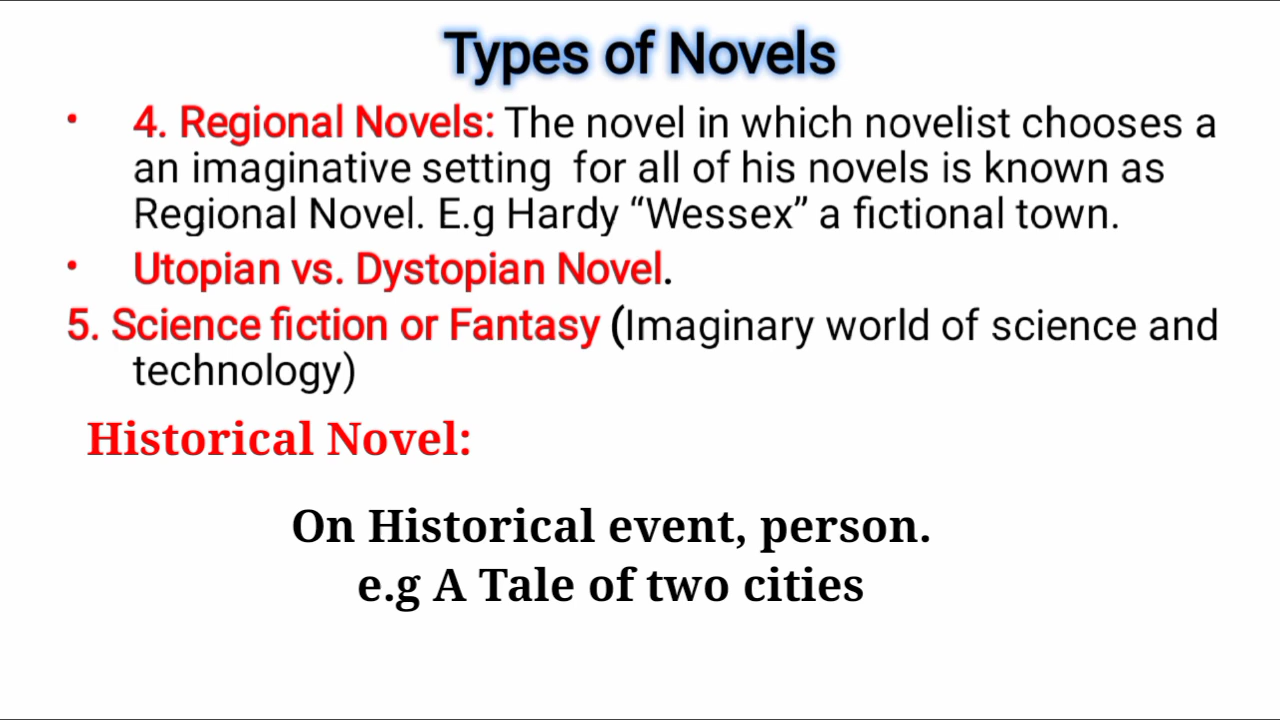 Types of Novels
• 4. Regional Novels: The novel in which novelist chooses a
an imaginative setting for all of his novels is known as
Regional Novel. E.g Hardy “Wessex” a fictional town.
• Utopian vs. Dystopian Novel.
5. Science fiction or Fantasy (Imaginary world of science and
technology)
Historical Novel:
On Historical event, person.
e.g A Tale of two cities